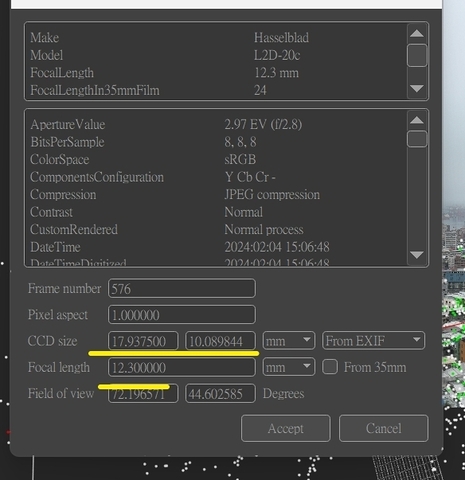 Make Hasselblad
Model L2D-20c
FocalLength 12.3 mm
FocalLengthIn35mmFilm 24
ApertureValue 2.97 EV (f/2.8)
BitsPerSample 8, 8, 8
ColorSpace sRGB
ComponentsConfiguration Y Cb Cr -
Compression JPEG compression
Contrast Normal
CustomRendered Normal process
DateTime 2024:02:04 15:06:48
DateTimeDigitized 2024:02:04 15:06:48
Frame number 576
Pixel aspect 1.000000
CCD size 17.937500 10.089844 mm From EXIF
Focal length 12.300000 mm From 35mm
Field of view 72.196571 44.602585 Degrees
Accept Cancel